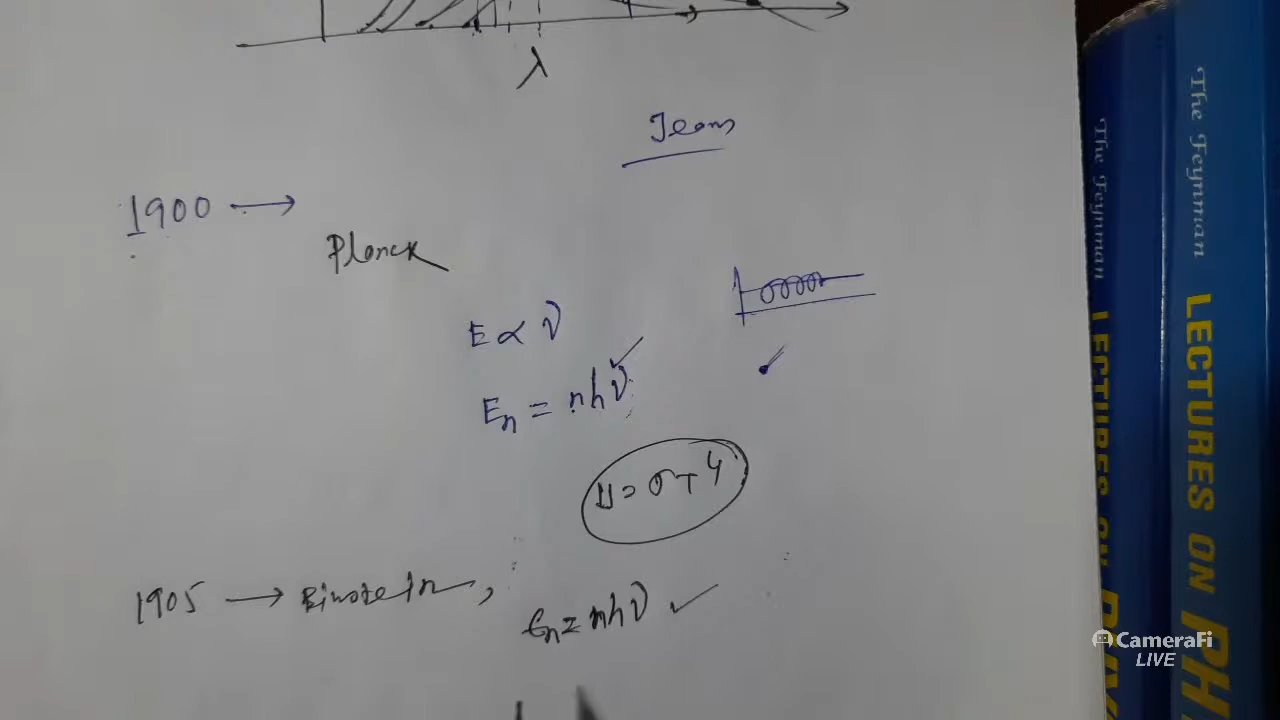 λ
Jeans
1900 →
Planck
E ∝ ν
Eₙ = nhν
U = σT⁴
1905 → Einstein,
Eₙ = nhν
The Feynman LECTURES ON
The Feynman LECTURES ON PH
CameraFi
LIVE